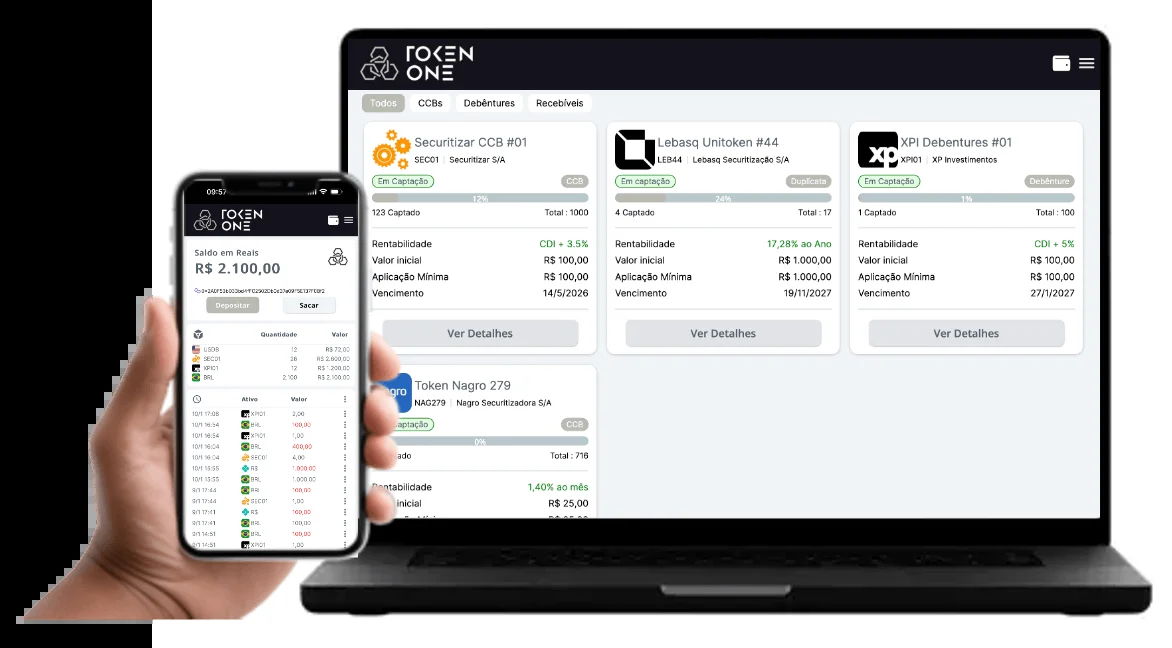 TOKEN
ONE
Todos
CCBs
Debêntures
Recebíveis
Securitizar CCB #01
SEC01 | Securitizar S/A
Em Captação
CCB
12%
123 Captado
Total : 1000
Rentabilidade
CDI + 3.5%
Valor inicial
R$ 100,00
Aplicação Mínima
R$ 100,00
Vencimento
14/5/2026
Ver Detalhes
Lebasq Unitoken #44
LEB44 | Lebasq Securitização S/A
Em captação
Duplicata
24%
4 Captado
Total : 17
Rentabilidade
17,28% ao Ano
Valor inicial
R$ 1.000,00
Aplicação Mínima
R$ 1.000,00
Vencimento
19/11/2027
Ver Detalhes
xp
XPI Debentures #01
XPI01 | XP Investimentos
Em Captação
Debênture
1%
1 Captado
Total : 100
Rentabilidade
CDI + 5%
Valor inicial
R$ 100,00
Aplicação Mínima
R$ 100,00
Vencimento
27/1/2027
Ver Detalhes
Token Nagro 279
NAG279 | Nagro Securitizadora S/A
CCB
0%
Total : 716
1,40% ao mês
inicial
R$ 25,00
09:57
TOKEN
ONE
Saldo em Reais
R$ 2.100,00
Depositar
Sacar
Quantidade Valor
USDB 12 R$ 72,00
SEC01 26 R$ 2.600,00
XPI01 12 R$ 1.200,00
BRL 2.100 R$ 2.100,00
Ativo Valor
10/1 17:08 XPI01 2,00
10/1 16:54 BRL 100,00
10/1 16:54 XPI01 1,00
10/1 16:04 BRL 400,00
10/1 16:04 SEC01 4,00
10/1 15:55 R$ 1.000,00
10/1 15:55 BRL 1.000,00
9/1 17:44 BRL 100,00
9/1 17:44 SEC01 1,00
9/1 17:41 R$ 100,00
9/1 17:41 BRL 100,00
9/1 14:51 BRL 100,00
9/1 14:51 XPI01 1,00